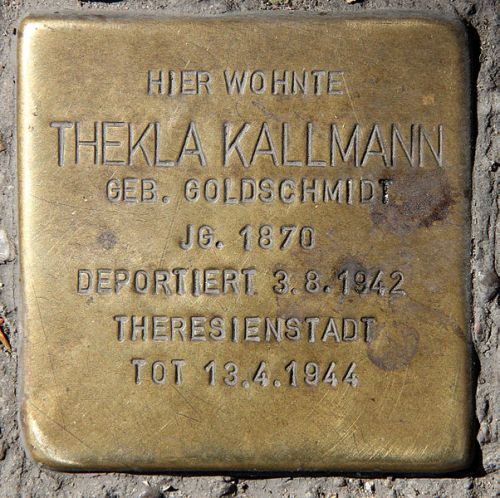 HIER WOHNTE
THEKLA KALLMANN
GEB. GOLDSCHMIDT
JG. 1870
DEPORTIERT 3.8.1942
THERESIENSTADT
TOT 13.4.1944